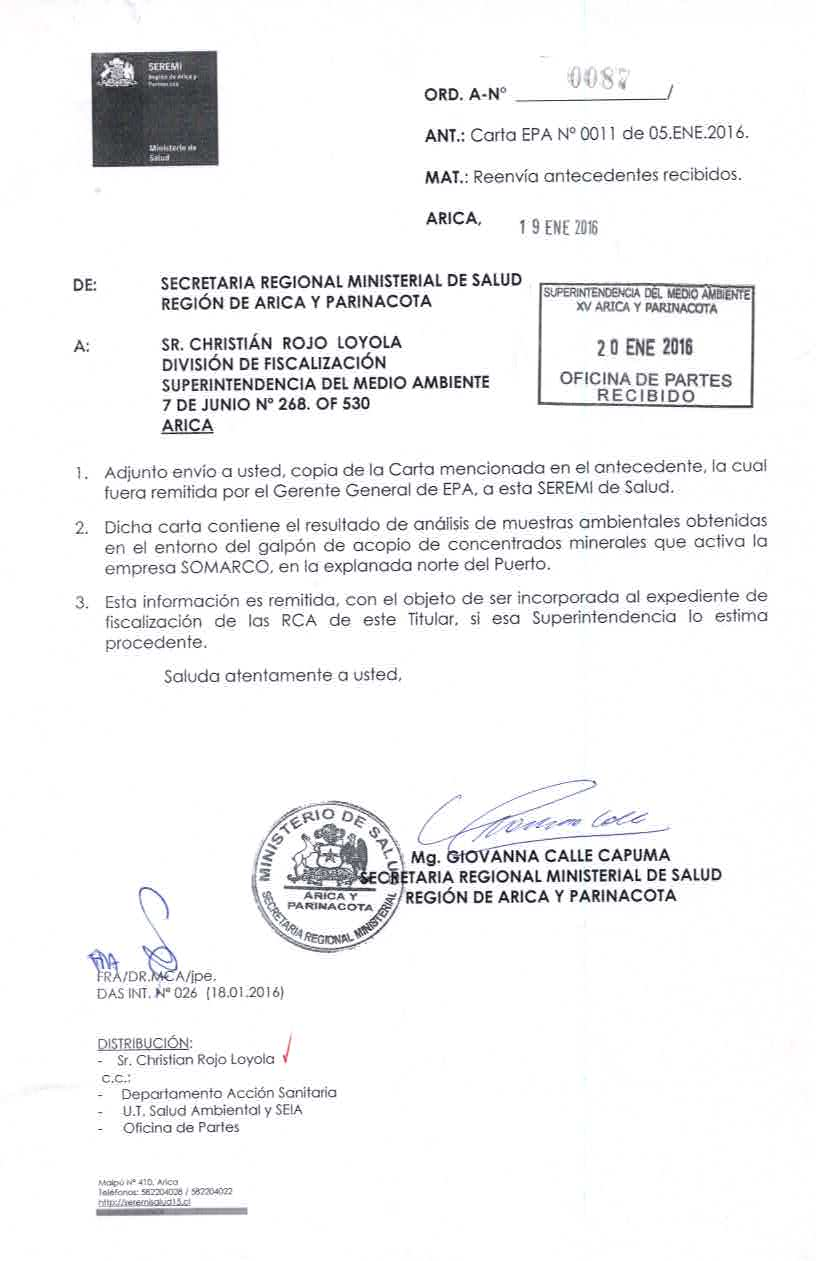 SEREMI
Región de Arica y
Parinacota
Ministerio de
Salud
ORD. A-Nº 0087 /
ANT.: Carta EPA Nº 0011 de 05.ENE.2016.
MAT.: Reenvía antecedentes recibidos.
ARICA, 19 ENE 2016
DE: SECRETARIA REGIONAL MINISTERIAL DE SALUD
REGIÓN DE ARICA Y PARINACOTA
SUPERINTENDENCIA DEL MEDIO AMBIENTE
XV ARICA Y PARINACOTA
20 ENE 2016
OFICINA DE PARTES
RECIBIDO
A: SR. CHRISTIÁN ROJO LOYOLA
DIVISIÓN DE FISCALIZACIÓN
SUPERINTENDENCIA DEL MEDIO AMBIENTE
7 DE JUNIO Nº 268. OF 530
ARICA
1. Adjunto envío a usted, copia de la Carta mencionada en el antecedente, la cual
fuera remitida por el Gerente General de EPA, a esta SEREMI de Salud.
2. Dicha carta contiene el resultado de análisis de muestras ambientales obtenidas
en el entorno del galpón de acopio de concentrados minerales que activa la
empresa SOMARCO, en la explanada norte del Puerto.
3. Esta información es remitida, con el objeto de ser incorporada al expediente de
fiscalización de las RCA de este Titular, si esa Superintendencia lo estima
procedente.
Saluda atentamente a usted,
MINISTERIO DE SALUD
ARICA Y
PARINACOTA
SECRETARIA REGIONAL MINISTERIAL
Mg. GIOVANNA CALLE CAPUMA
SECRETARIA REGIONAL MINISTERIAL DE SALUD
REGIÓN DE ARICA Y PARINACOTA
FRA/DR.MCA/jpe.
DAS INT. Nº 026 (18.01.2016)
DISTRIBUCIÓN:
- Sr. Christian Rojo Loyola
c.c.:
- Departamento Acción Sanitaria
- U.T. Salud Ambiental y SEIA
- Oficina de Partes
Maipú Nº 410, Arica
Teléfonos: 582204028 / 582204022
http://seremisalud15.cl